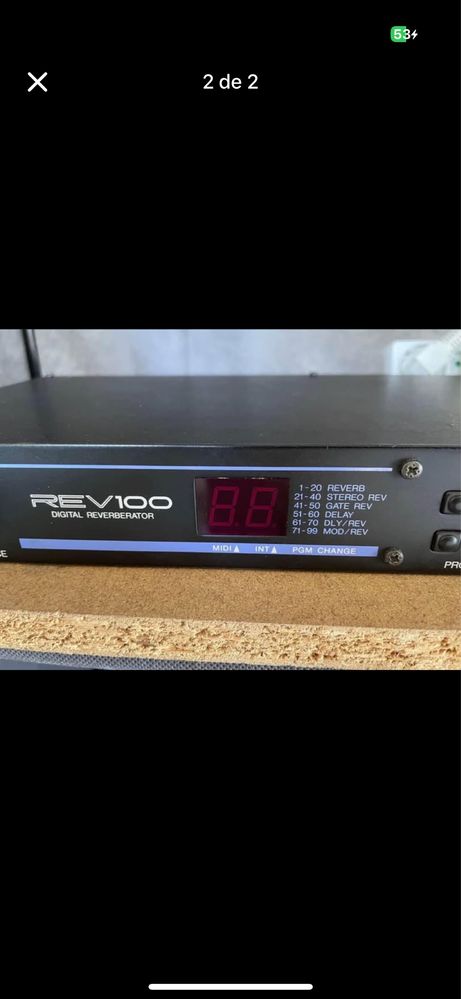 53
2 de 2
REV100
DIGITAL REVERBERATOR
1-20 REVERB
21-40 STEREO REV
41-50 GATE REV
51-60 DELAY
61-70 DLY/REV
71-99 MOD/REV
MIDI▲ INT▲ PGM CHANGE